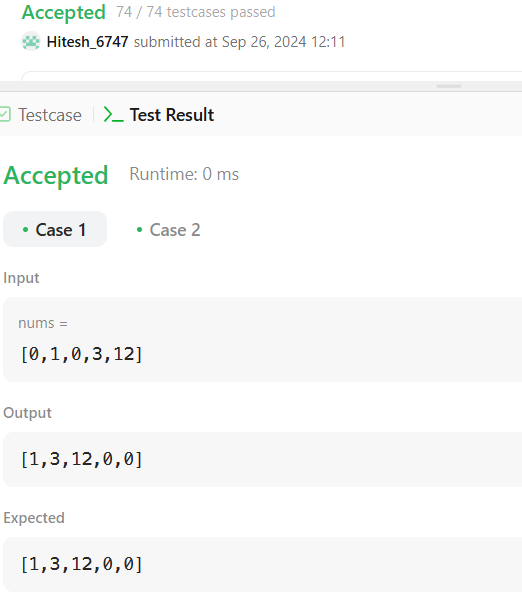 Accepted 74 / 74 testcases passed
Hitesh_6747 submitted at Sep 26, 2024 12:11
Testcase Test Result
Accepted Runtime: 0 ms
Case 1 Case 2
Input
nums =
[0,1,0,3,12]
Output
[1,3,12,0,0]
Expected
[1,3,12,0,0]